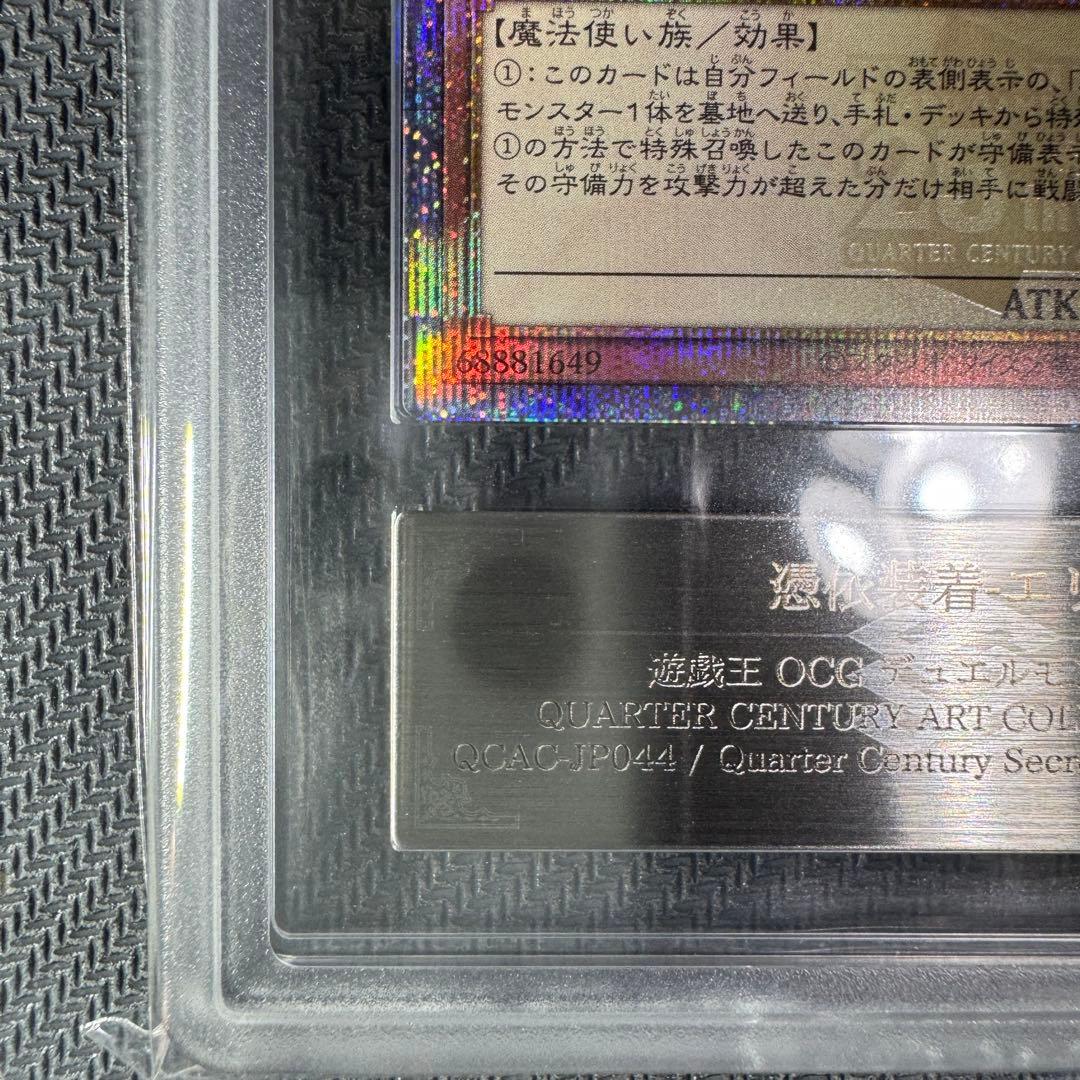 【魔法使い族／効果】
①：このカードは自分フィールドの表側表示の、「
モンスター1体を墓地へ送り、手札・デッキから特殊
①の方法で特殊召喚したこのカードが守備表示
その守備力を攻撃力が超えた分だけ相手に戦闘
QUARTER CENTURY
ATK
68881649
憑依装着-エリ
遊戯王 OCG デュエルモ
QUARTER CENTURY ART COL
QCAC-JP044 / Quarter Century Secr